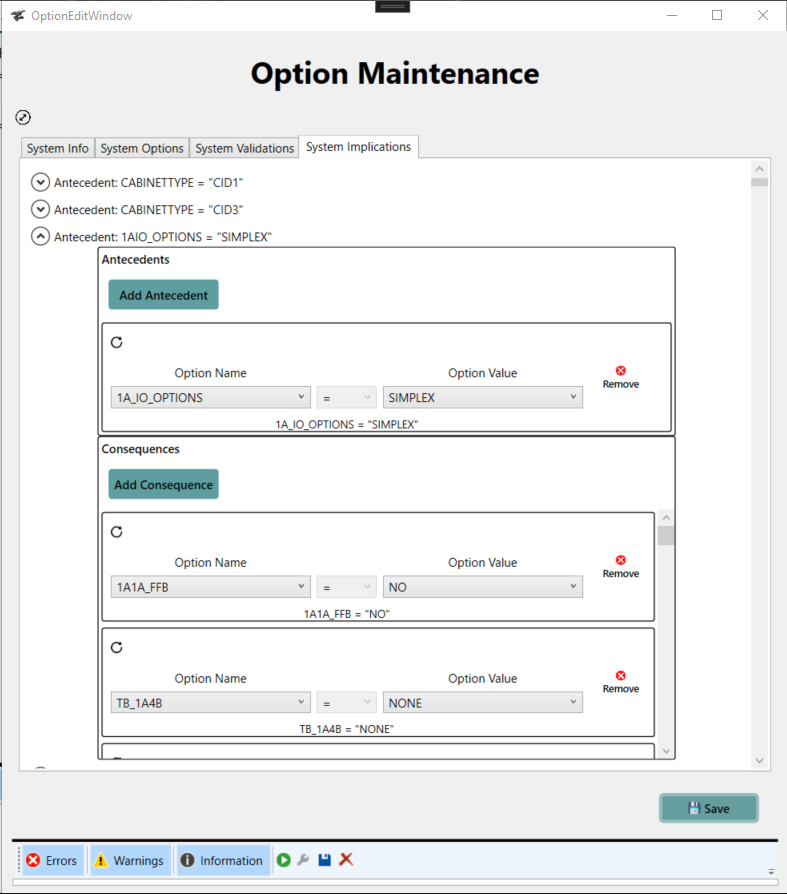 OptionEditWindow
Option Maintenance
System Info System Options System Validations System Implications
Antecedent: CABINETTYPE = "CID1"
Antecedent: CABINETTYPE = "CID3"
Antecedent: 1AIO_OPTIONS = "SIMPLEX"
Antecedents
Add Antecedent
Option Name Option Value
Remove
1A_IO_OPTIONS = SIMPLEX
1A_IO_OPTIONS = "SIMPLEX"
Consequences
Add Consequence
Option Name Option Value
Remove
1A1A_FFB = NO
1A1A_FFB = "NO"
Option Name Option Value
Remove
TB_1A4B = NONE
TB_1A4B = "NONE"
Save
Errors Warnings Information